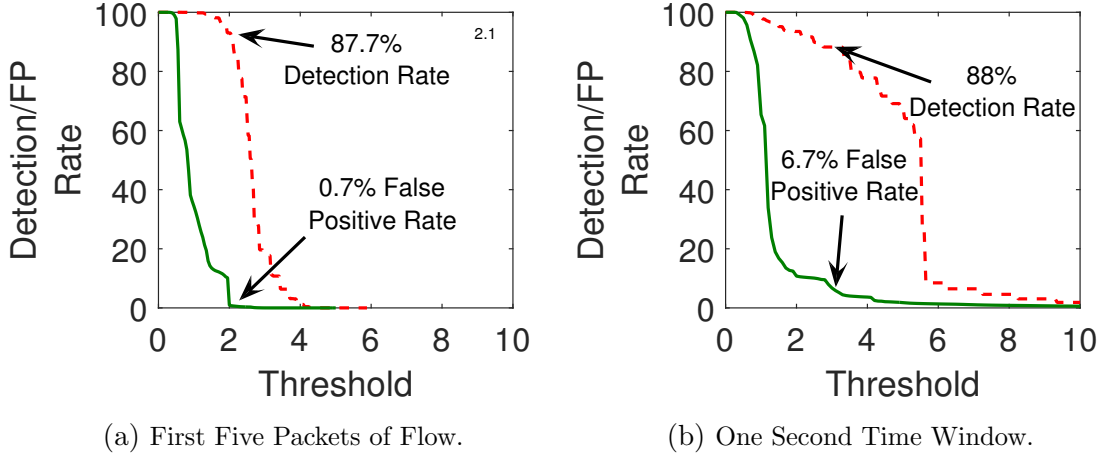 100
80
60
40
20
0
Detection/FP
Rate
87.7%
Detection Rate
2.1
0.7% False
Positive Rate
0 2 4 6 8 10
Threshold
(a) First Five Packets of Flow.
100
80
60
40
20
0
Detection/FP
Rate
88%
Detection Rate
6.7% False
Positive Rate
0 2 4 6 8 10
Threshold
(b) One Second Time Window.